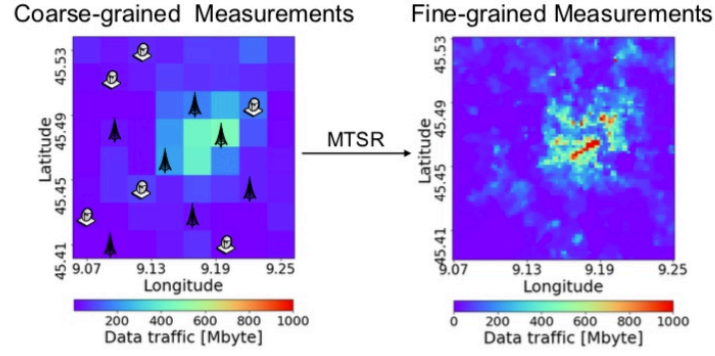 Coarse-grained Measurements
Fine-grained Measurements
45.53
45.49
45.45
45.41
Latitude
9.07 9.13 9.19 9.25
Longitude
200 400 600 800 1000
Data traffic [Mbyte]
MTSR
45.53
45.49
45.45
45.41
Latitude
9.07 9.13 9.19 9.25
Longitude
0 200 400 600 800 1000
Data traffic [Mbyte]